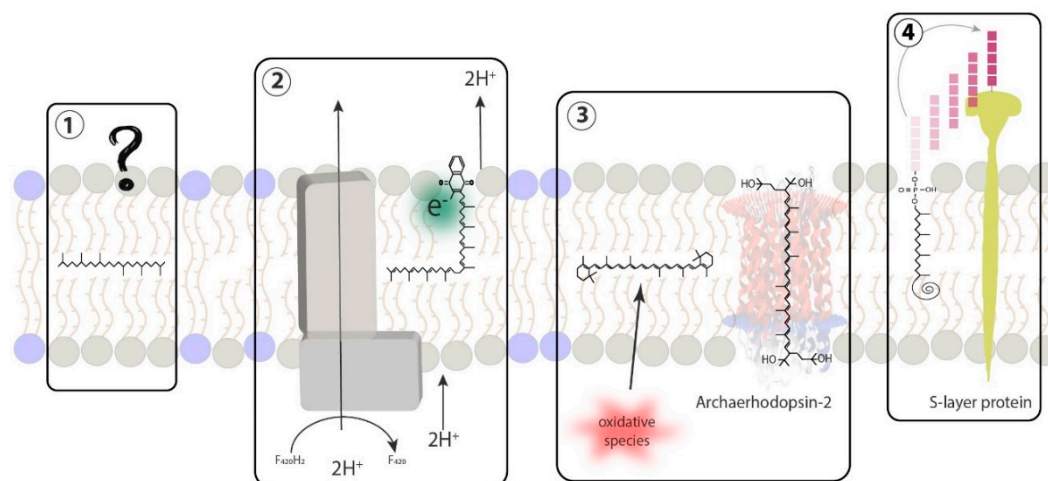 1
?
2
2H⁺
e⁻
O
O
F₄₂₀H₂
F₄₂₀
2H⁺
2H⁺
3
HO
OH
HO
OH
oxidative
species
Archaerhodopsin-2
4
O
O=P-OH
O
S-layer protein